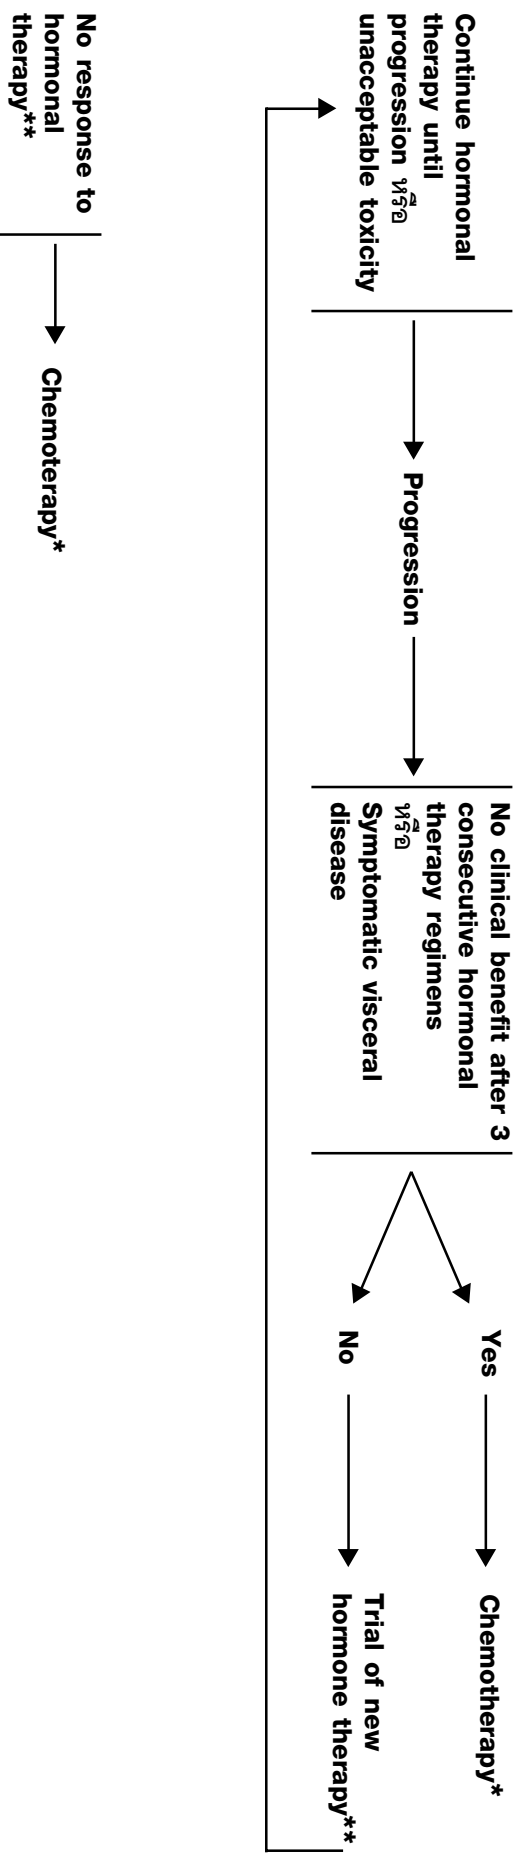 Continue hormonal
therapy until
progression หรือ
unacceptable toxicity
Progression
No clinical benefit after 3
consecutive hormonal
therapy regimens
หรือ
Symptomatic visceral
disease
Yes
Chemotherapy*
No
Trial of new
hormone therapy**
No response to
hormonal
therapy**
Chemoterapy*